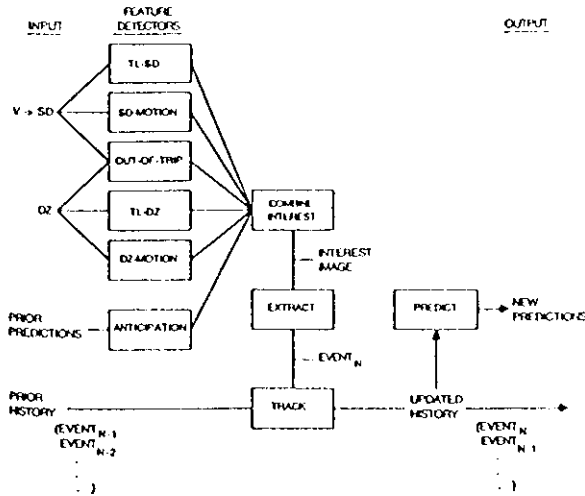 INPUT
FEATURE
DETECTORS
OUTPUT
TL-SD
V → SD
SD-MOTION
OUT-OF-TRIP
DZ
TL-DZ
DZ-MOTION
COMBINE
INTEREST
INTEREST
IMAGE
PRIOR
PREDICTIONS
ANTICIPATION
EXTRACT
PREDICT
NEW
PREDICTIONS
EVENT N
PRIOR
HISTORY
TRACK
UPDATED
HISTORY
(EVENT N-1
EVENT N-2
.
.
. )
(EVENT N
EVENT N-1
.
.
. )